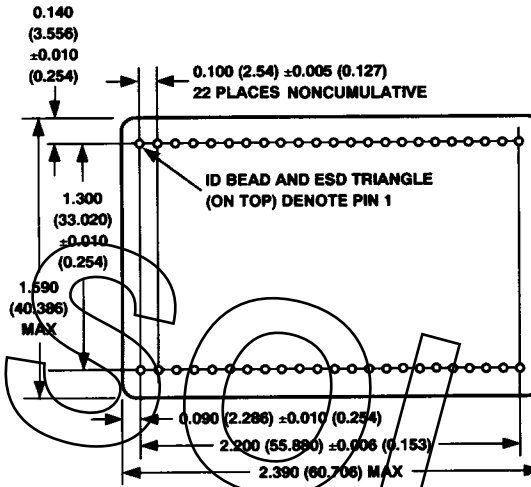 0.140
(3.556)
±0.010
(0.254)
0.100 (2.54) ±0.005 (0.127)
22 PLACES NONCUMULATIVE
ID BEAD AND ESD TRIANGLE
(ON TOP) DENOTE PIN 1
1.300
(33.020)
±0.010
(0.254)
1.590
(40.386)
MAX
0.090 (2.286) ±0.010 (0.254)
2.200 (55.880) ±0.006 (0.153)
2.390 (60.706) MAX